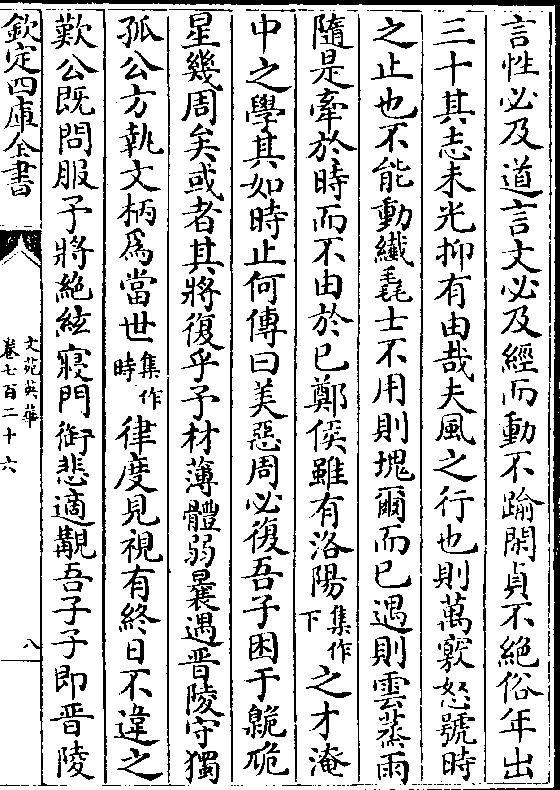 言性必及道言文必及經而動不踰閑貞不絶俗年出
三十其志未光抑有由哉夫風之行也則萬竅怒號時
之止也不能動纖毳士不用則塊爾而已遇則雲蒸雨
隨是牽於時而不由於已鄭侯雖有洛陽集作下之才淹
中之學其如時止何傳曰美惡周必復吾子困于臲卼
星幾周矣或者其將復乎予材薄體弱曩遇晉陵守獨
孤公方執文柄為當世集作時律度見視有終日不違之
歎公既問服予將絶絃寢門銜悲適覯吾子子即晉陵
欽定四庫全書
文苑英華
卷七百二十六
八